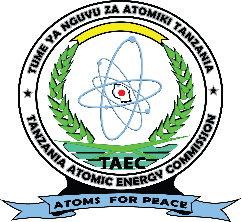 TUME YA NGUVU ZA ATOMIKI TANZANIA
TAEC
TANZANIA ATOMIC ENERGY COMMISSION
ATOMS FOR PEACE